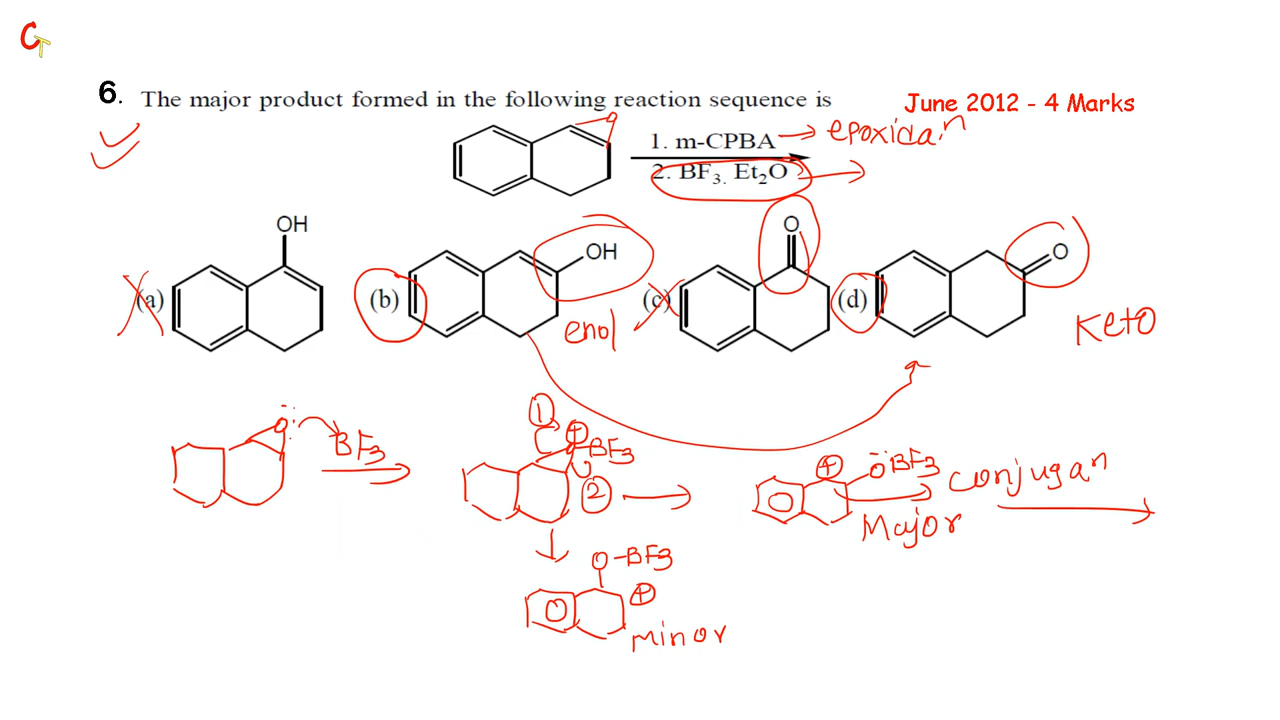 CT
6. The major product formed in the following reaction sequence is
June 2012 - 4 Marks
1. m-CPBA → epoxidaⁿ
2. BF3. Et2O
OH
(a)
OH
(b)
enol
O
(c)
O
(d)
Keto
O
BF3
1
+
BF3
2
+
OBF3
conjugaⁿ
Major
O-BF3
+
minor